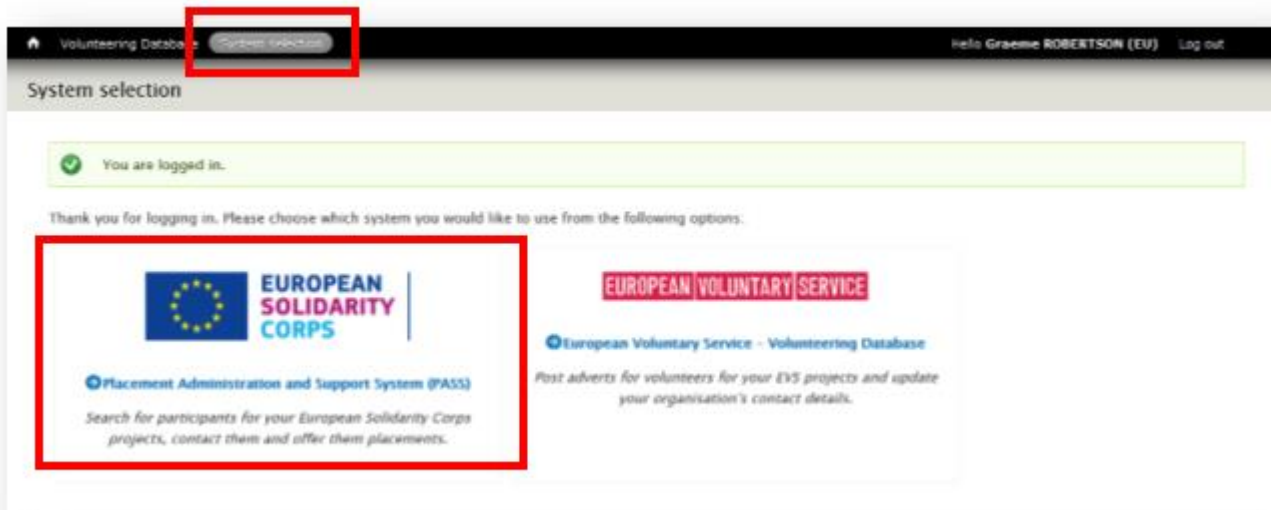 Volunteering Database System selection Hello Graeme ROBERTSON (EU) Log out
System selection
You are logged in.
Thank you for logging in. Please choose which system you would like to use from the following options.
EUROPEAN
SOLIDARITY
CORPS
Placement Administration and Support System (PASS)
Search for participants for your European Solidarity Corps
projects, contact them and offer them placements.
EUROPEAN VOLUNTARY SERVICE
European Voluntary Service - Volunteering Database
Post adverts for volunteers for your EVS projects and update
your organisation's contact details.